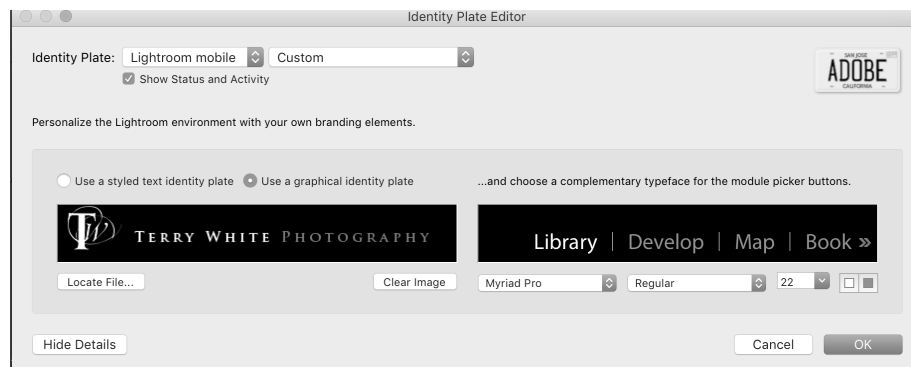 Identity Plate Editor
Identity Plate: Lightroom mobile Custom
Show Status and Activity
SAN JOSE
ADOBE
CALIFORNIA
Personalize the Lightroom environment with your own branding elements.
Use a styled text identity plate Use a graphical identity plate
...and choose a complementary typeface for the module picker buttons.
TW TERRY WHITE PHOTOGRAPHY
Library | Develop | Map | Book »
Locate File... Clear Image
Myriad Pro Regular 22
Hide Details Cancel OK